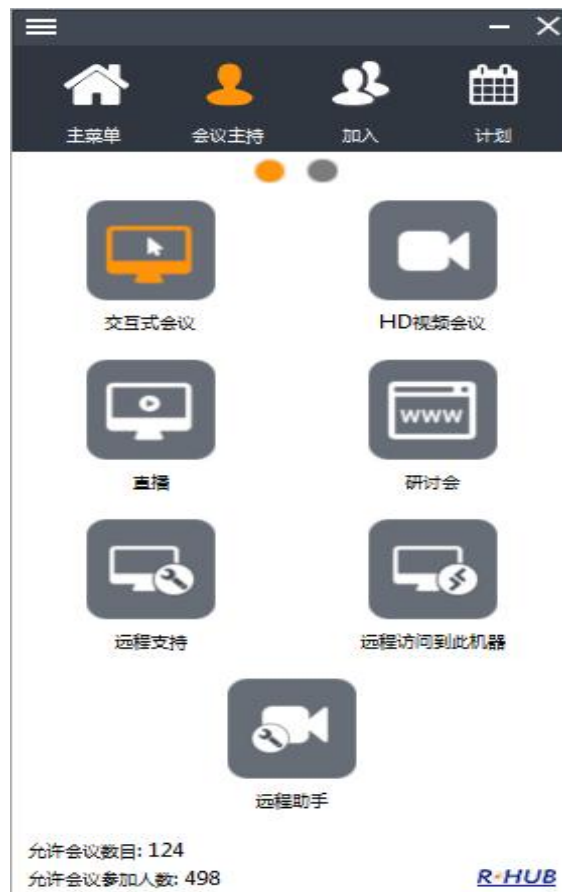 主菜单 会议主持 加入 计划
交互式会议 HD视频会议
www
直播 研讨会
远程支持 远程访问到此机器
远程助手
允许会议数目: 124
允许会议参加人数: 498
R-HUB